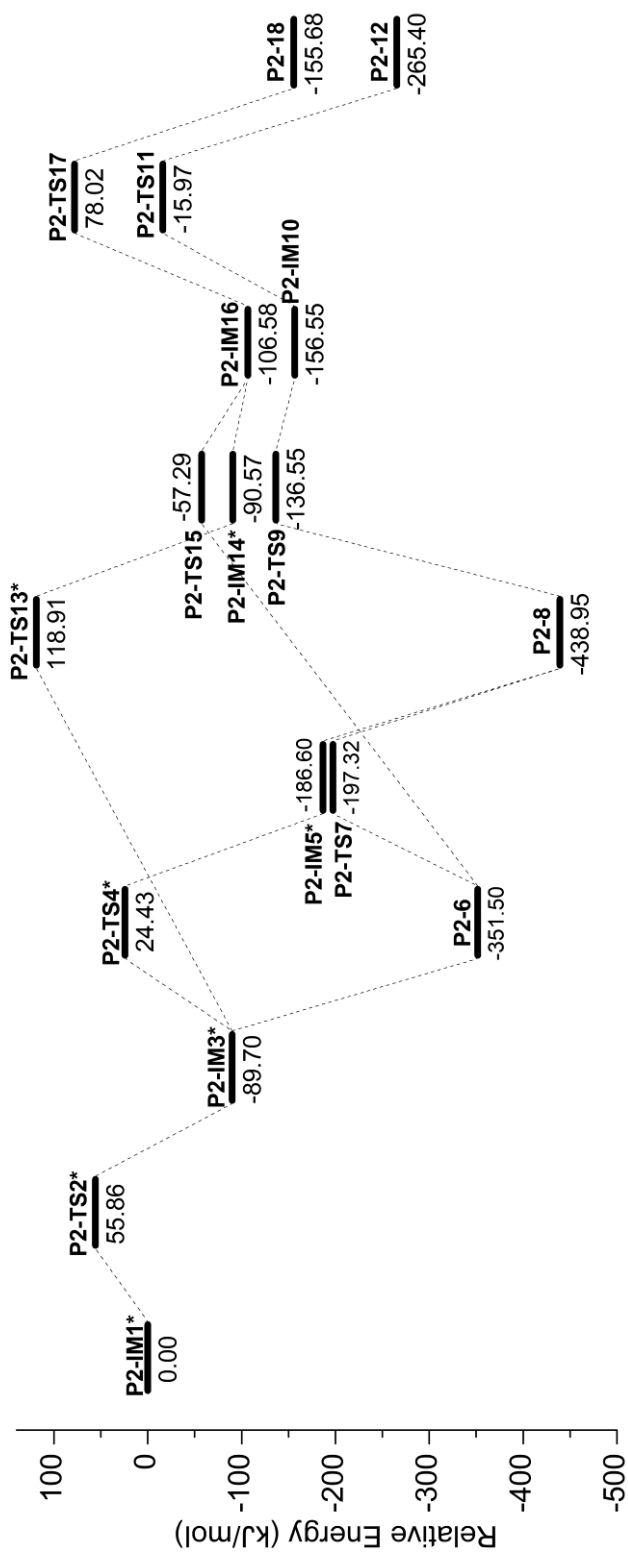 Relative Energy (kJ/mol)
100
0
-100
-200
-300
-400
-500
P2-IM1*
0.00
P2-TS2*
55.86
P2-IM3*
-89.70
P2-TS4*
24.43
P2-6
-351.50
-186.60
P2-IM5*
P2-TS7
-197.32
P2-TS13*
118.91
P2-8
-438.95
-57.29
P2-TS15
P2-IM14*
-90.57
P2-TS9
-136.55
P2-IM16
-106.58
P2-IM10
-156.55
P2-TS17
78.02
P2-TS11
-15.97
P2-18
-155.68
P2-12
-265.40